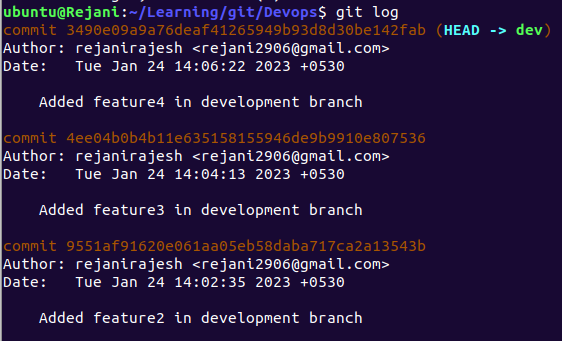 ubuntu@Rejani:~/Learning/git/Devops$ git log
commit 3490e09a9a76deaf41265949b93d8d30be142fab (HEAD -> dev)
Author: rejanirajesh <rejani2906@gmail.com>
Date:   Tue Jan 24 14:06:22 2023 +0530
    Added feature4 in development branch
commit 4ee04b0b4b11e635158155946de9b9910e807536
Author: rejanirajesh <rejani2906@gmail.com>
Date:   Tue Jan 24 14:04:13 2023 +0530
    Added feature3 in development branch
commit 9551af91620e061aa05eb58daba717ca2a13543b
Author: rejanirajesh <rejani2906@gmail.com>
Date:   Tue Jan 24 14:02:35 2023 +0530
    Added feature2 in development branch